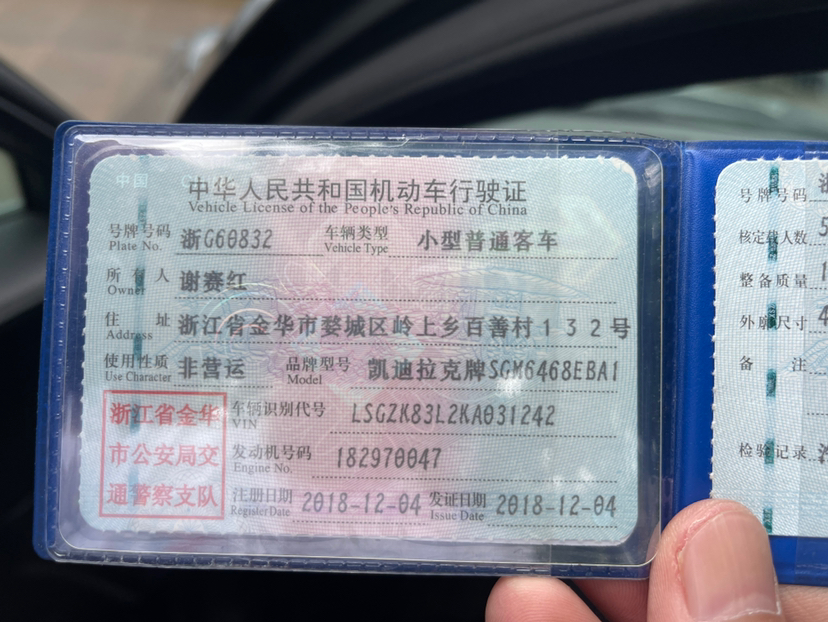 中国
中华人民共和国机动车行驶证
Vehicle License of the People's Republic of China
号牌号码 浙G60832 车辆类型 小型普通客车
Plate No. Vehicle Type
所有人 谢赛红
Owner
住址 浙江省金华市婺城区岭上乡百善村132号
Address
使用性质 非营运 品牌型号 凯迪拉克牌SGM6468EBA1
Use Character Model
浙江省金华
市公安局交
通警察支队
车辆识别代号 LSGZK83L2KA031242
VIN
发动机号码 182970047
Engine No.
注册日期 2018-12-04 发证日期 2018-12-04
Register Date Issue Date
号牌号码
核定载人数 5
整备质量 1
外廓尺寸 4
备注
检验记录